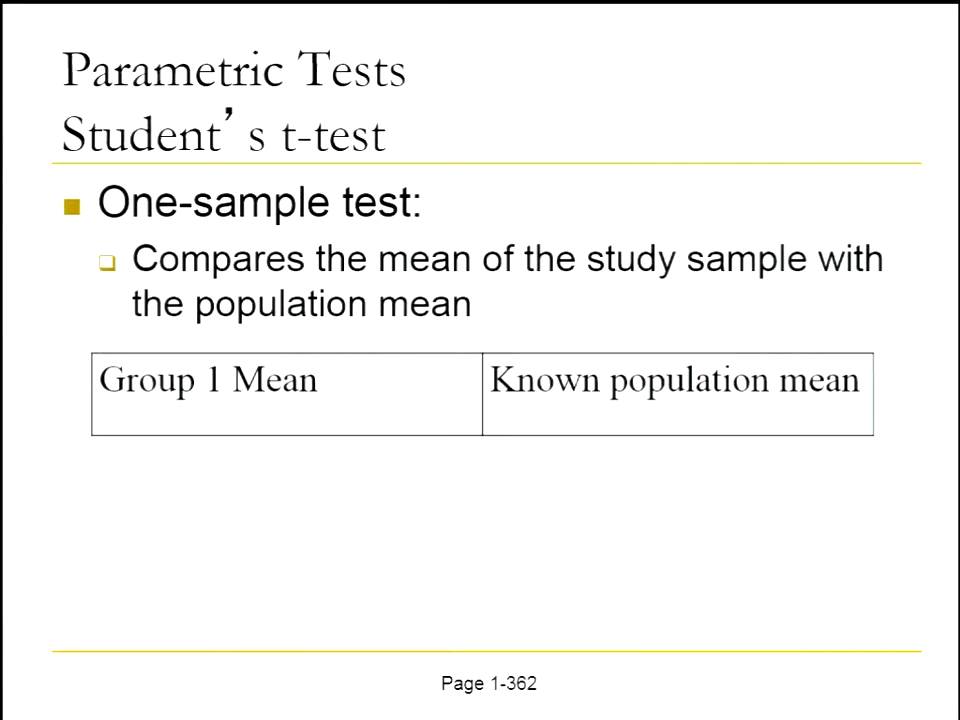 Parametric Tests
Student’s t-test
One-sample test:
Compares the mean of the study sample with
the population mean
Group 1 Mean
Known population mean
Page 1-362